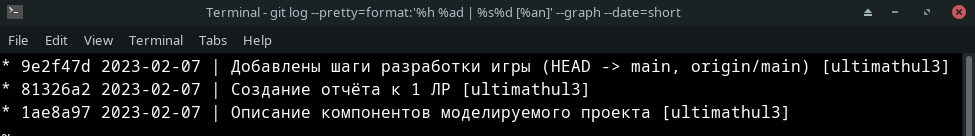 Terminal - git log --pretty=format:'%h %ad | %s%d [%an]' --graph --date=short
File Edit View Terminal Tabs Help
* 9e2f47d 2023-02-07 | Добавлены шаги разработки игры (HEAD -> main, origin/main) [ultimathul3]
* 81326a2 2023-02-07 | Создание отчёта к 1 ЛР [ultimathul3]
* 1ae8a97 2023-02-07 | Описание компонентов моделируемого проекта [ultimathul3]